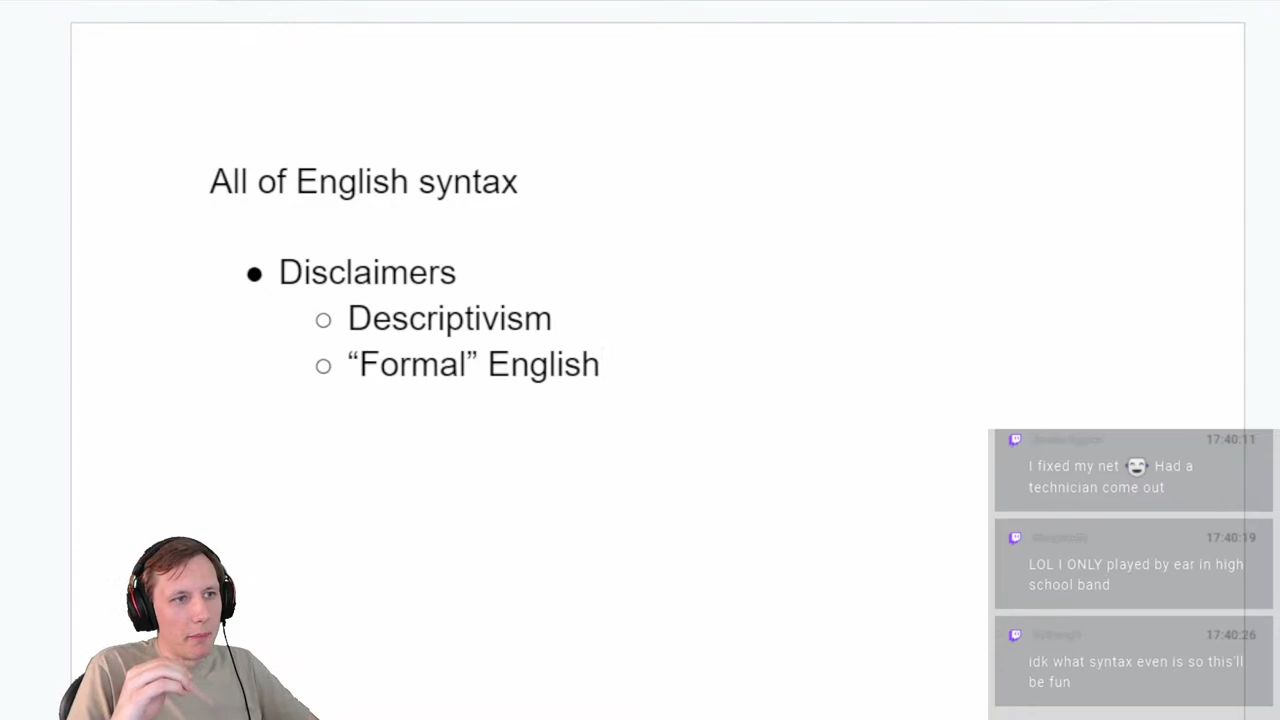 All of English syntax
● Disclaimers
○ Descriptivism
○ “Formal” English
17:40:11
I fixed my net Had a
technician come out
17:40:19
LOL I ONLY played by ear in high
school band
17:40:26
idk what syntax even is so this'll
be fun